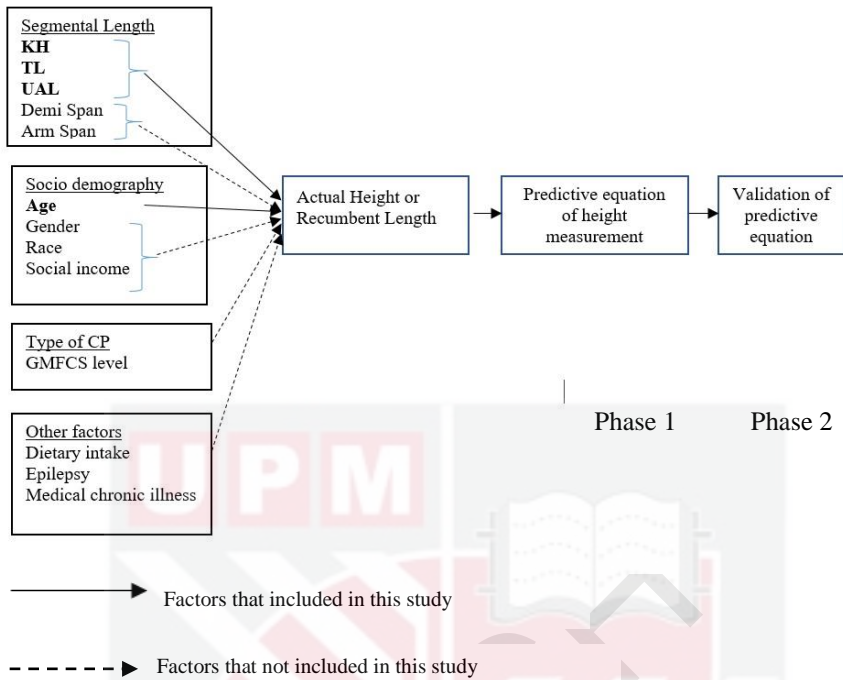 Segmental Length
KH
TL
UAL
Demi Span
Arm Span
Socio demography
Age
Gender
Race
Social income
Type of CP
GMFCS level
Other factors
Dietary intake
Epilepsy
Medical chronic illness
Actual Height or
Recumbent Length
Predictive equation
of height
measurement
Validation of
predictive
equation
Phase 1
Phase 2
UPM
Factors that included in this study
Factors that not included in this study